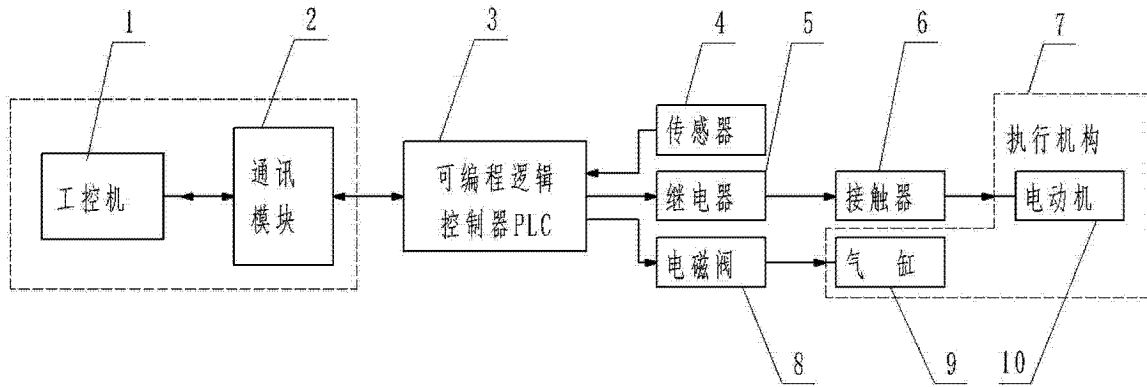 1
2
3
4
5
6
7
工控机
通讯
模块
可编程逻辑
控制器PLC
传感器
继电器
电磁阀
接触器
气 缸
执行机构
电动机
8
9
10